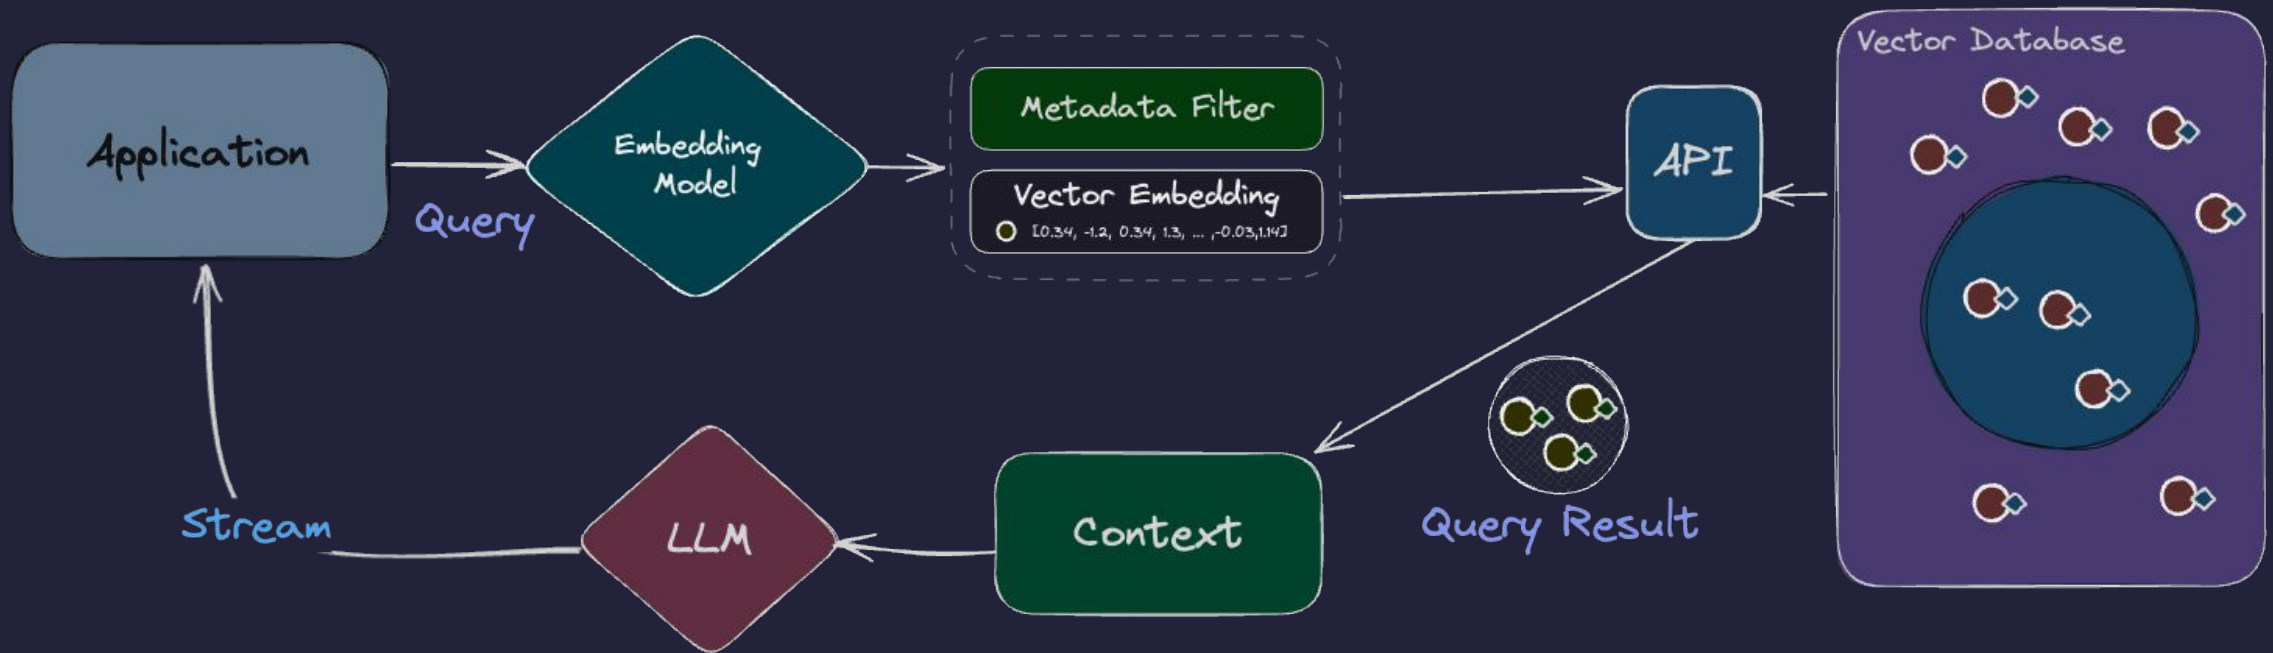 Application
Query
Embedding
Model
Metadata Filter
Vector Embedding
[0.34, -1.2, 0.34, 1.3, ... ,-0.03,1.14]
API
Vector Database
Query Result
Context
LLM
Stream